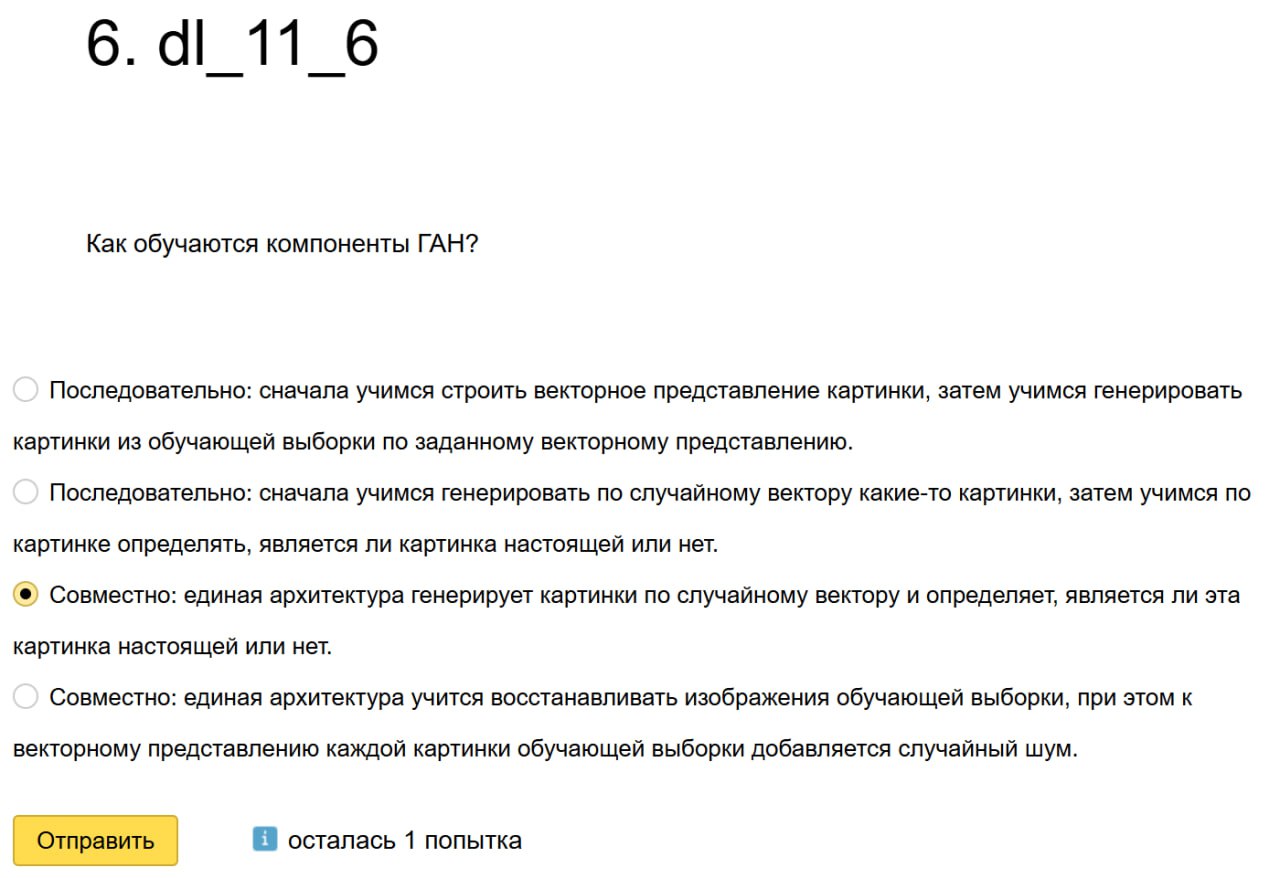 6. dl_11_6
Как обучаются компоненты ГАН?
Последовательно: сначала учимся строить векторное представление картинки, затем учимся генерировать
картинки из обучающей выборки по заданному векторному представлению.
Последовательно: сначала учимся генерировать по случайному вектору какие-то картинки, затем учимся по
картинке определять, является ли картинка настоящей или нет.
Совместно: единая архитектура генерирует картинки по случайному вектору и определяет, является ли эта
картинка настоящей или нет.
Совместно: единая архитектура учится восстанавливать изображения обучающей выборки, при этом к
векторному представлению каждой картинки обучающей выборки добавляется случайный шум.
Отправить i осталась 1 попытка